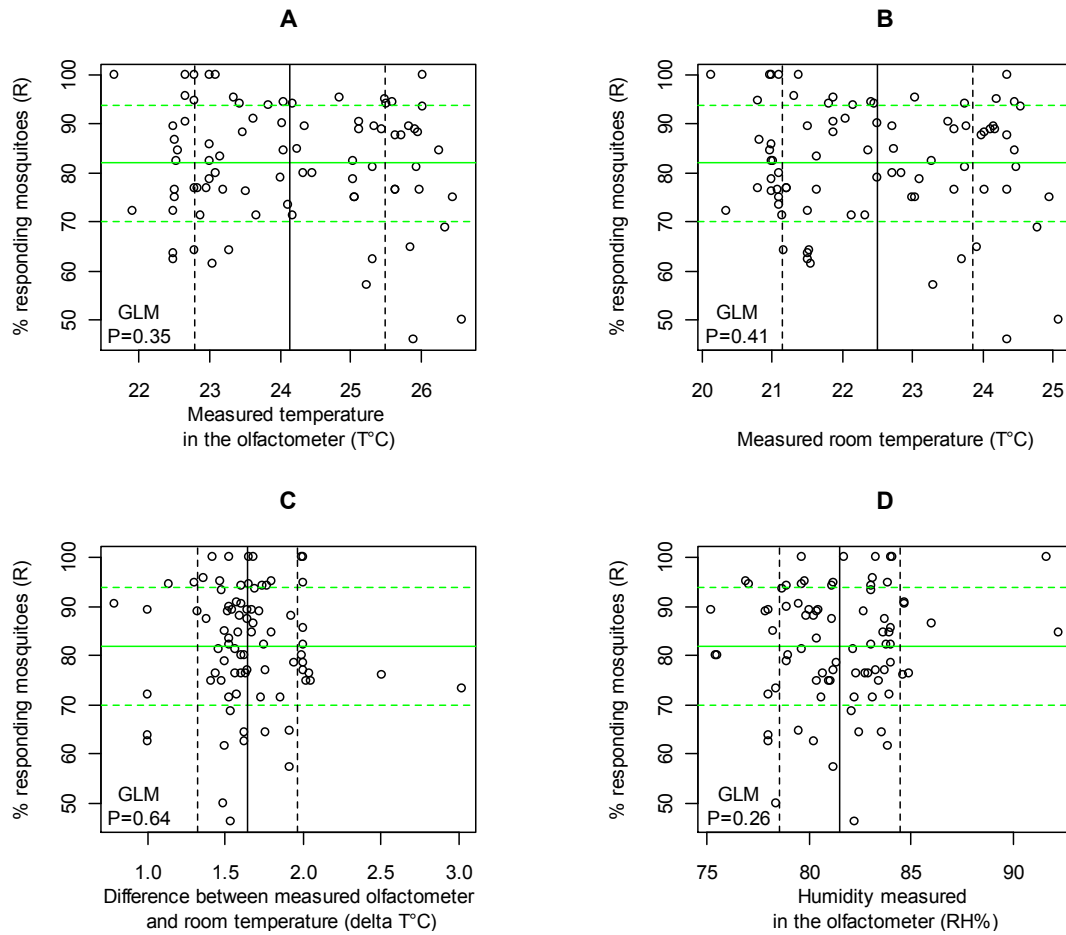 A
% responding mosquitoes (R)
100
90
80
70
60
50
GLM
P=0.35
22 23 24 25 26
Measured temperature
in the olfactometer (T°C)
B
% responding mosquitoes (R)
100
90
80
70
60
50
GLM
P=0.41
20 21 22 23 24 25
Measured room temperature (T°C)
C
% responding mosquitoes (R)
100
90
80
70
60
50
GLM
P=0.64
1.0 1.5 2.0 2.5 3.0
Difference between measured olfactometer
and room temperature (delta T°C)
D
% responding mosquitoes (R)
100
90
80
70
60
50
GLM
P=0.26
75 80 85 90
Humidity measured
in the olfactometer (RH%)